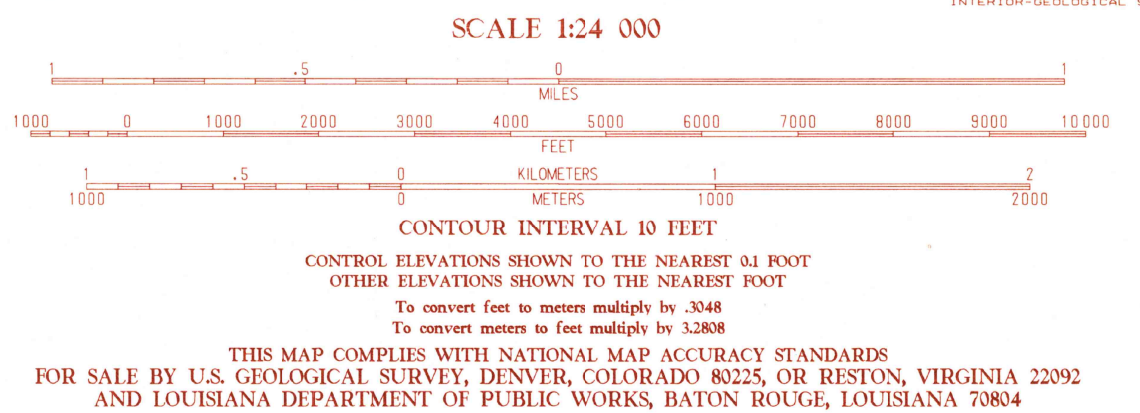 INTERIOR-GEOLOGICAL
SCALE 1:24 000
1 .5 0 1
MILES
1000 0 1000 2000 3000 4000 5000 6000 7000 8000 9000 10 000
FEET
1 .5 0 KILOMETERS 1 2
1000 0 METERS 1000 2000
CONTOUR INTERVAL 10 FEET
CONTROL ELEVATIONS SHOWN TO THE NEAREST 0.1 FOOT
OTHER ELEVATIONS SHOWN TO THE NEAREST FOOT
To convert feet to meters multiply by .3048
To convert meters to feet multiply by 3.2808
THIS MAP COMPLIES WITH NATIONAL MAP ACCURACY STANDARDS
FOR SALE BY U.S. GEOLOGICAL SURVEY, DENVER, COLORADO 80225, OR RESTON, VIRGINIA 22092
AND LOUISIANA DEPARTMENT OF PUBLIC WORKS, BATON ROUGE, LOUISIANA 70804